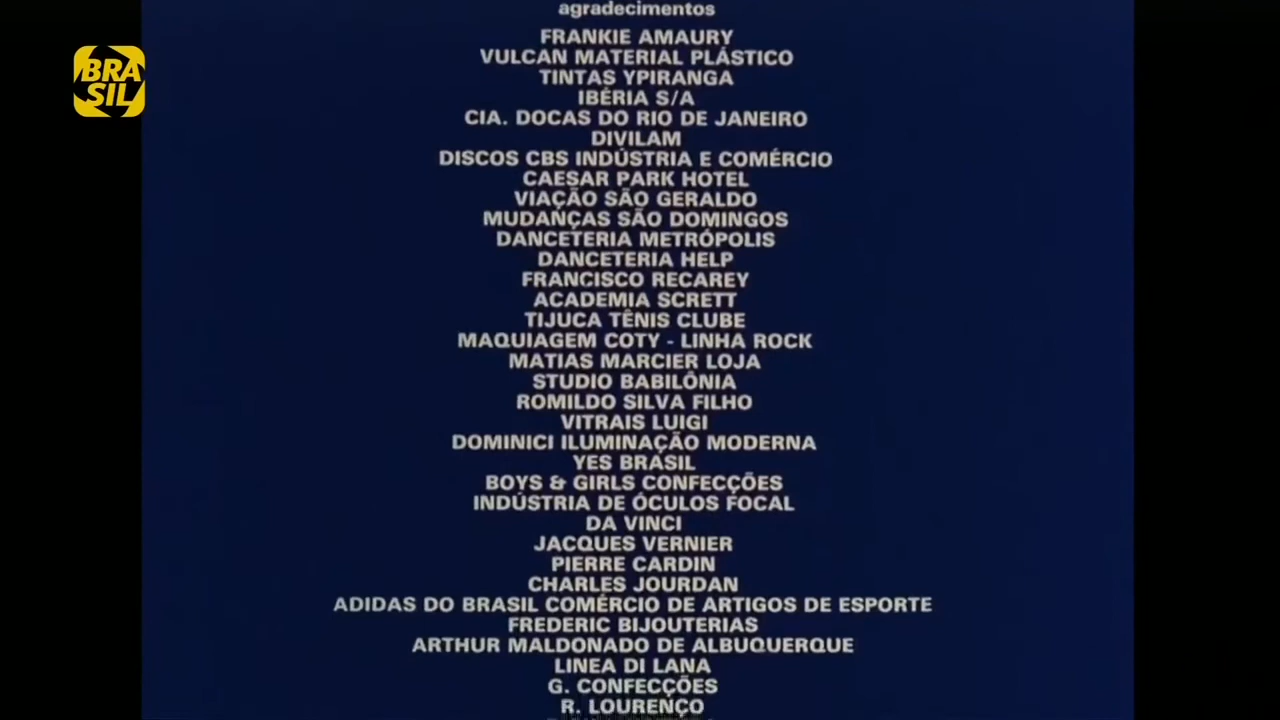 BRA
SIL
agradecimentos
FRANKIE AMAURY
VULCAN MATERIAL PLÁSTICO
TINTAS YPIRANGA
IBÉRIA S/A
CIA. DOCAS DO RIO DE JANEIRO
DIVILAM
DISCOS CBS INDÚSTRIA E COMÉRCIO
CAESAR PARK HOTEL
VIAÇÃO SÃO GERALDO
MUDANÇAS SÃO DOMINGOS
DANCETERIA METRÓPOLIS
DANCETERIA HELP
FRANCISCO RECAREY
ACADEMIA SCRETT
TIJUCA TÊNIS CLUBE
MAQUIAGEM COTY - LINHA ROCK
MATIAS MARCIER LOJA
STUDIO BABILÔNIA
ROMILDO SILVA FILHO
VITRAIS LUIGI
DOMINICI ILUMINAÇÃO MODERNA
YES BRASIL
BOYS & GIRLS CONFECÇÕES
INDÚSTRIA DE ÓCULOS FOCAL
DA VINCI
JACQUES VERNIER
PIERRE CARDIN
CHARLES JOURDAN
ADIDAS DO BRASIL COMÉRCIO DE ARTIGOS DE ESPORTE
FREDERIC BIJOUTERIAS
ARTHUR MALDONADO DE ALBUQUERQUE
LINEA DI LANA
G. CONFECÇÕES
R. LOURENÇO